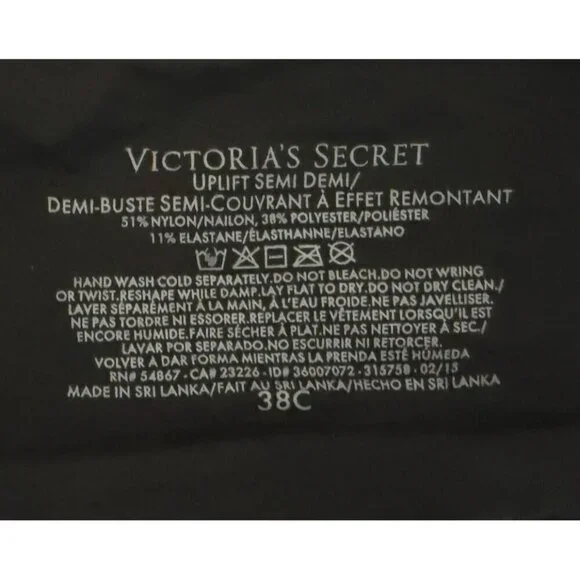 VICTORIA'S SECRET
UPLIFT SEMI DEMI/
DEMI-BUSTE SEMI-COUVRANT À EFFET REMONTANT
51% NYLON/NAILON, 38% POLYESTER/POLIÉSTER
11% ELASTANE/ÉLASTHANNE/ELASTANO
HAND WASH COLD SEPARATELY.DO NOT BLEACH.DO NOT WRING
OR TWIST.RESHAPE WHILE DAMP.LAY FLAT TO DRY.DO NOT DRY CLEAN./
LAVER SÉPARÉMENT À LA MAIN, À L'EAU FROIDE.NE PAS JAVELLISER.
NE PAS TORDRE NI ESSORER.REPLACER LE VÊTEMENT LORSQU'IL EST
ENCORE HUMIDE.FAIRE SÉCHER À PLAT.NE PAS NETTOYER À SEC./
LAVAR POR SEPARADO.NO ESCURRIR NI RETORCER.
VOLVER A DAR FORMA MIENTRAS LA PRENDA ESTÉ HÚMEDA
RN# 54867 - CA# 23226 - ID# 36007072 - 315758 - 02/15
MADE IN SRI LANKA/FAIT AU SRI LANKA/HECHO EN SRI LANKA
38C